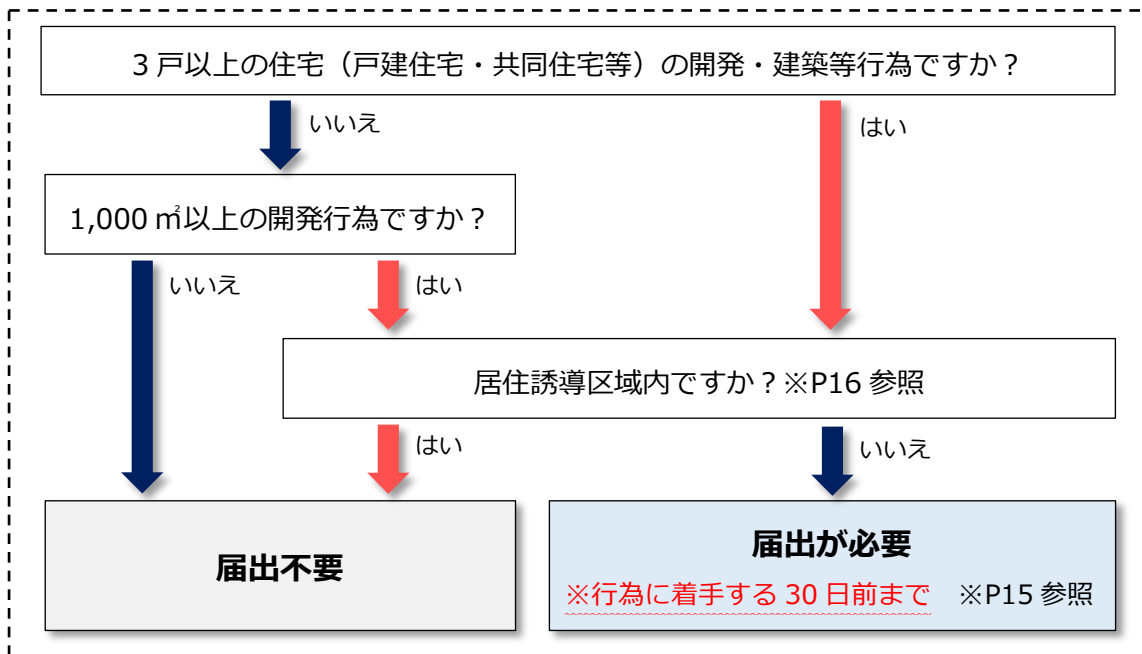 3戸以上の住宅（戸建住宅・共同住宅等）の開発・建築等行為ですか？
いいえ
はい
1,000㎡以上の開発行為ですか？
いいえ
はい
居住誘導区域内ですか？※P16 参照
はい
いいえ
届出不要
届出が必要
※行為に着手する 30 日前まで　※P15 参照